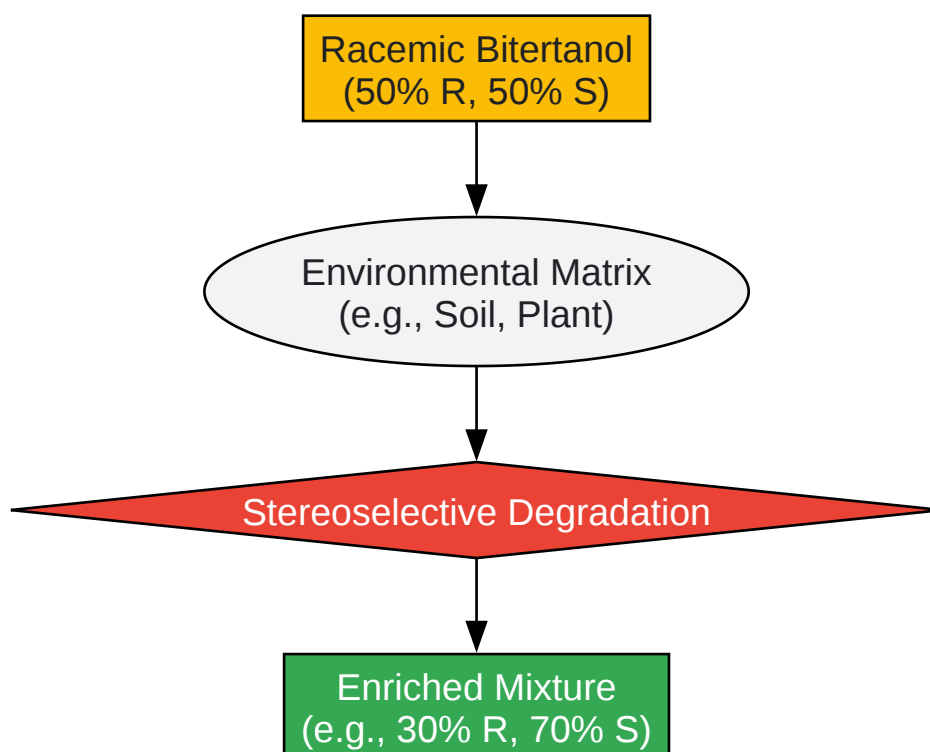 Racemic Bitertanol
(50% R, 50% S)
Environmental Matrix
(e.g., Soil, Plant)
Stereoselective Degradation
Enriched Mixture
(e.g., 30% R, 70% S)